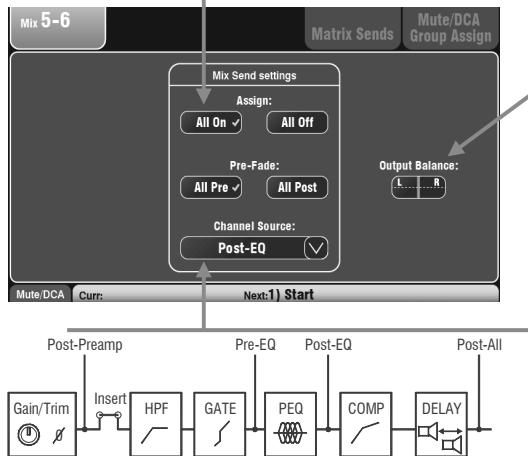 Mix 5-6
Matrix Sends
Mute/DCA
Group Assign
Mix Send settings
Assign:
All On ✓
All Off
Pre-Fade:
All Pre ✓
All Post
Output Balance:
L R
Channel Source:
Post-EQ
Mute/DCA
Curr:
Next:1) Start
Post-Preamp
Pre-EQ
Post-EQ
Post-All
Gain/Trim
Insert
HPF
GATE
PEQ
COMP
DELAY